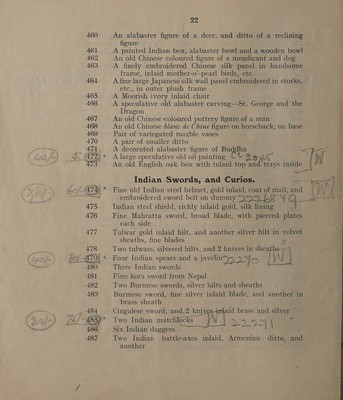 22
460 An alabaster figure of a deer, and ditto of a reclining
figure
461 A painted Indian box, alabaster bowl and a wooden bowl
462 An old Chinese coloured figure of a mendicant and dog
463 A finely embroidered Chinese silk panel in handsome
frame, inlaid mother-o'-pearl birds, etc.
464 A fine large Japanese silk wall panel embroidered in storks,
etc., in outer plush frame
465 A Moorish ivory inlaid chair
466 A speculative old alabaster carving—St. George and the
Dragon
467 An old Chinese coloured pottery figure of a man
468 An old Chinese blanc de Chine figure on horseback, on base
469 Pair of variegated marble vases
470 A pair of smaller ditto
471 A decorated alabaster figure of Buddha
472 A large speculative old oil painting
473 An old English oak box with inlaid top and trays inside
Indian Swords, and Curios.
474 * Fine old Indian steel helmet, gold inlaid, coat of mail, and
embroidered sword belt on dummy
475 Indian steel shield, richly inlaid gold, silk lining
476 Fine Mahratta sword, broad blade, with pierced plates
each side
477 Tulwar gold inlaid hilt, and another silver hilt in velvet
sheaths, fine blades
478 Two tulwars, silvered hilts, and 2 knives in sheaths
479 * Four Indian spears and a javelin 22270 [W]
480 Three Indian swords
481 Fine kora sword from Nepal
482 Two Burmese swords, silver hilts and sheaths
483 Burmese sword, fine silver inlaid blade, and another in
brass sheath
484 Cingalese sword, and 2 knives inlaid brass and silver
485 * Two Indian matchlocks [W] 22271
486 Six Indian daggers
487 Two Indian battle-axes inlaid, Armenian ditto, and
another